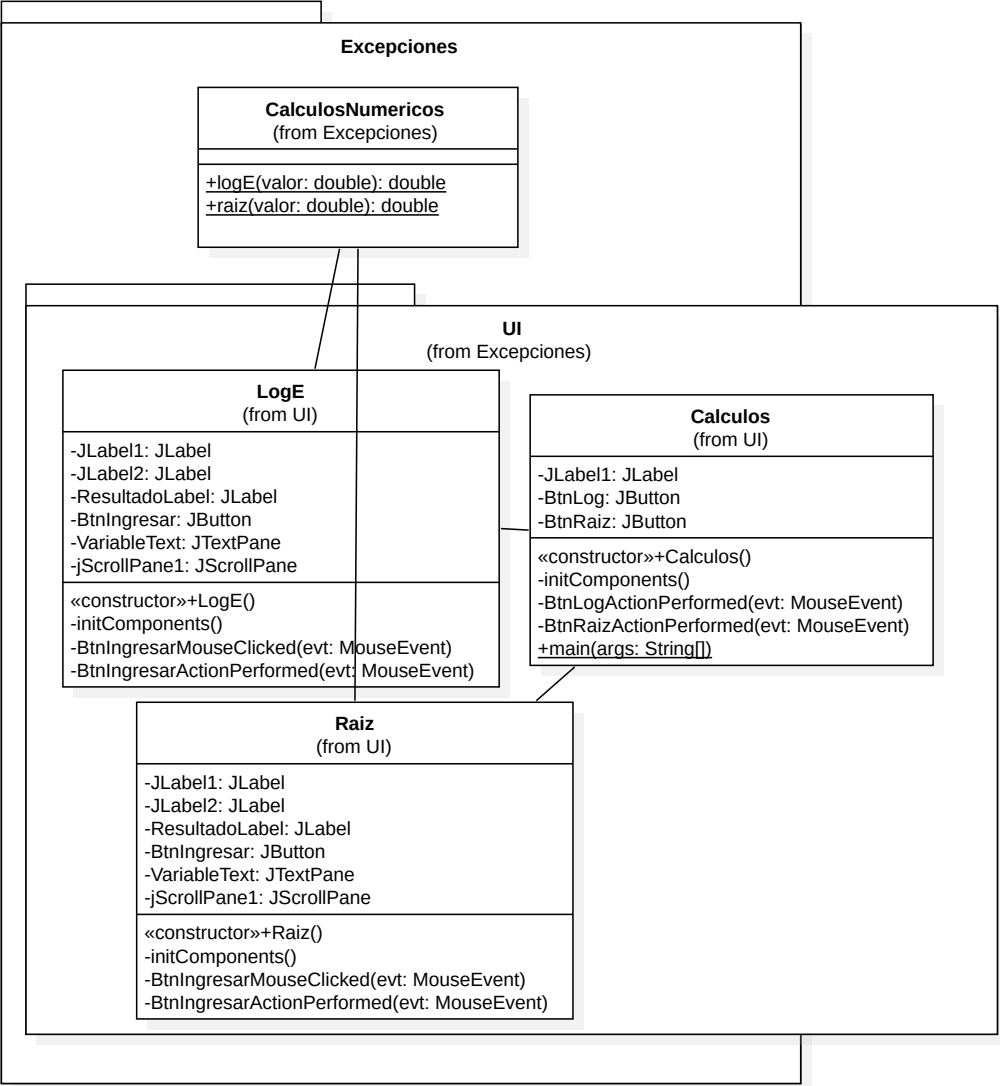 Excepciones
CalculosNumericos
(from Excepciones)
+logE(valor: double): double
+raiz(valor: double): double
UI
(from Excepciones)
LogE
(from UI)
-JLabel1: JLabel
-JLabel2: JLabel
-ResultadoLabel: JLabel
-BtnIngresar: JButton
-VariableText: JTextPane
-jScrollPane1: JScrollPane
«constructor»+LogE()
-initComponents()
-BtnIngresarMouseClicked(evt: MouseEvent)
-BtnIngresarActionPerformed(evt: MouseEvent)
Calculos
(from UI)
-JLabel1: JLabel
-BtnLog: JButton
-BtnRaiz: JButton
«constructor»+Calculos()
-initComponents()
-BtnLogActionPerformed(evt: MouseEvent)
-BtnRaizActionPerformed(evt: MouseEvent)
+main(args: String[])
Raiz
(from UI)
-JLabel1: JLabel
-JLabel2: JLabel
-ResultadoLabel: JLabel
-BtnIngresar: JButton
-VariableText: JTextPane
-jScrollPane1: JScrollPane
«constructor»+Raiz()
-initComponents()
-BtnIngresarMouseClicked(evt: MouseEvent)
-BtnIngresarActionPerformed(evt: MouseEvent)